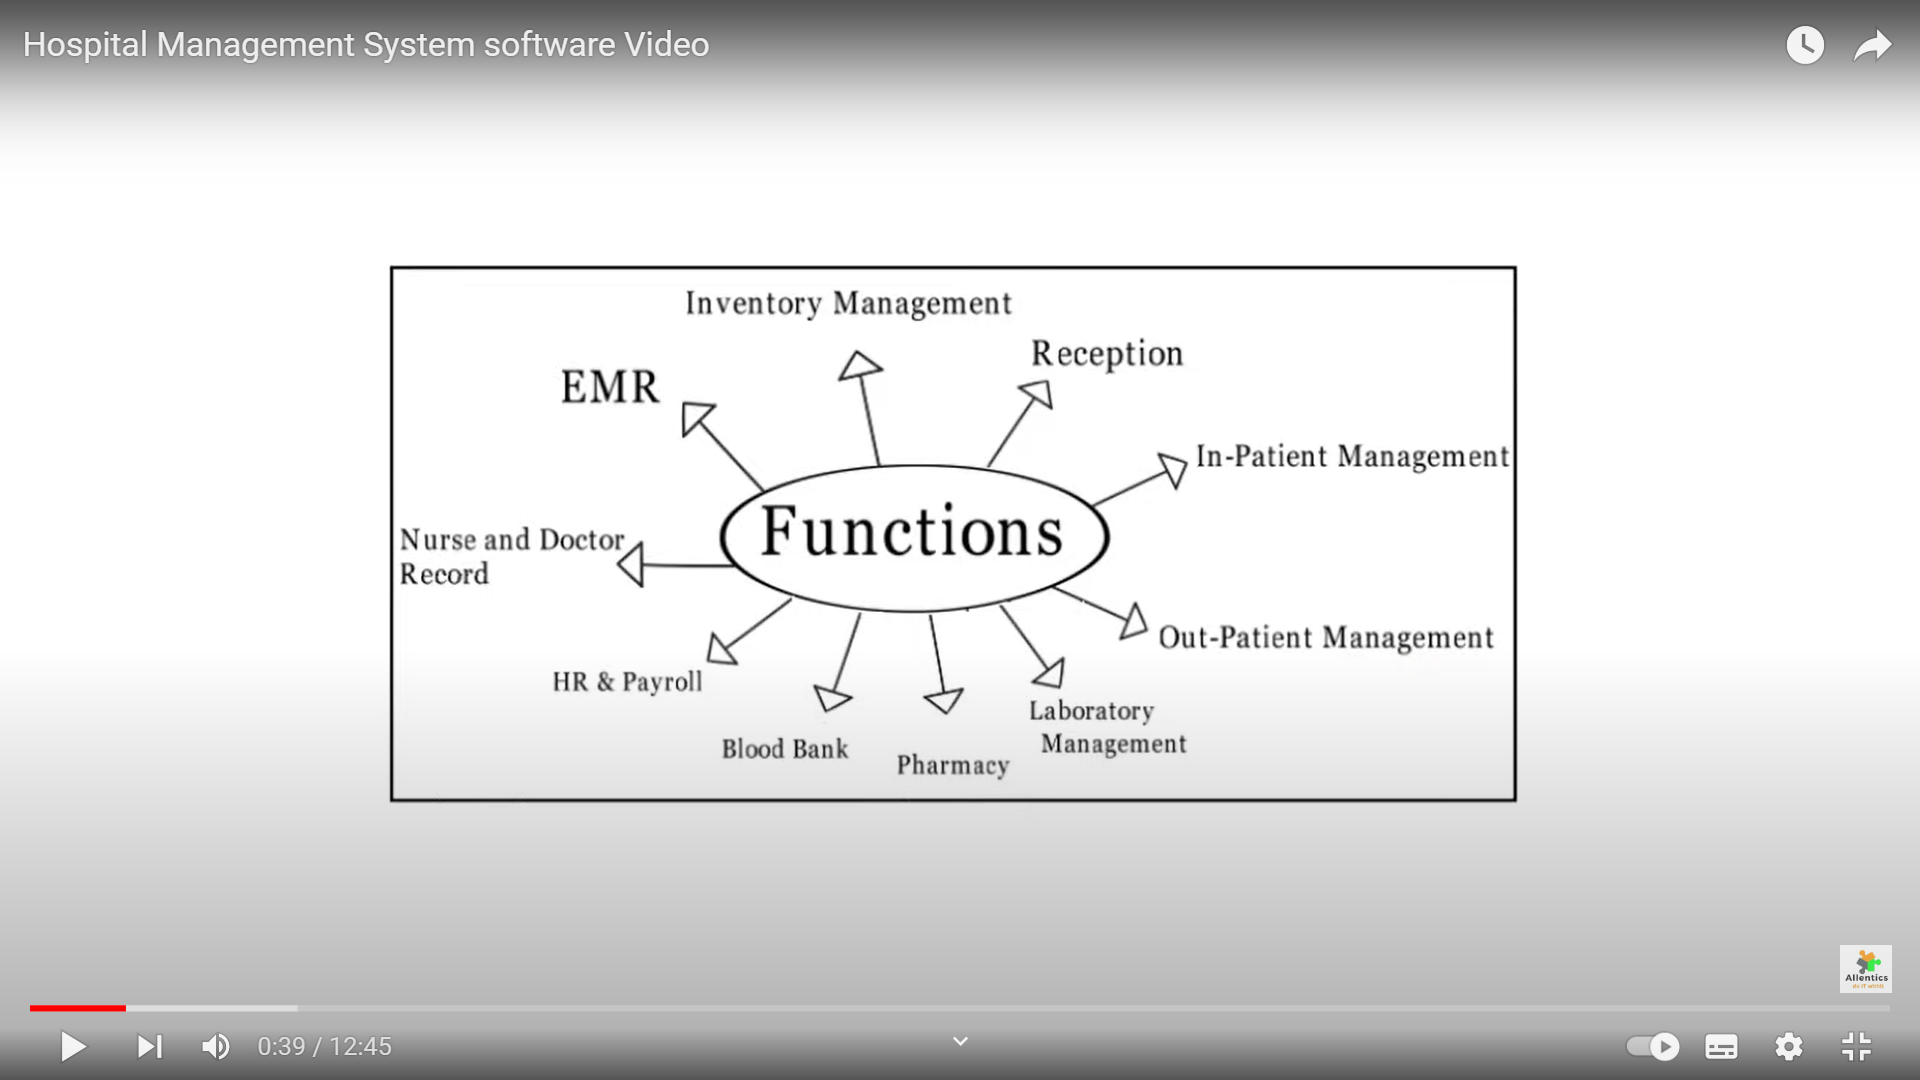 Hospital Management System software Video
Inventory Management
Reception
EMR
In-Patient Management
Functions
Nurse and Doctor
Record
Out-Patient Management
HR & Payroll
Laboratory
Management
Blood Bank
Pharmacy
Allentics
0:39 / 12:45